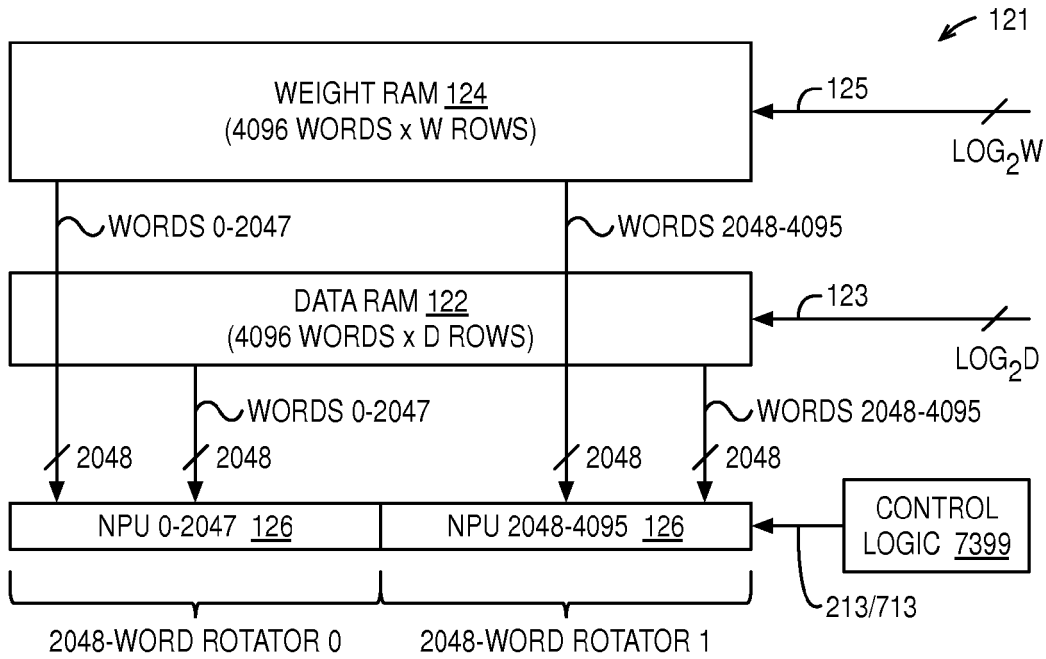 121
WEIGHT RAM 124
(4096 WORDS x W ROWS)
125
LOG₂W
WORDS 0-2047
WORDS 2048-4095
DATA RAM 122
(4096 WORDS x D ROWS)
123
LOG₂D
WORDS 0-2047
WORDS 2048-4095
2048
2048
2048
2048
NPU 0-2047 126
NPU 2048-4095 126
CONTROL
LOGIC 7399
213/713
2048-WORD ROTATOR 0
2048-WORD ROTATOR 1